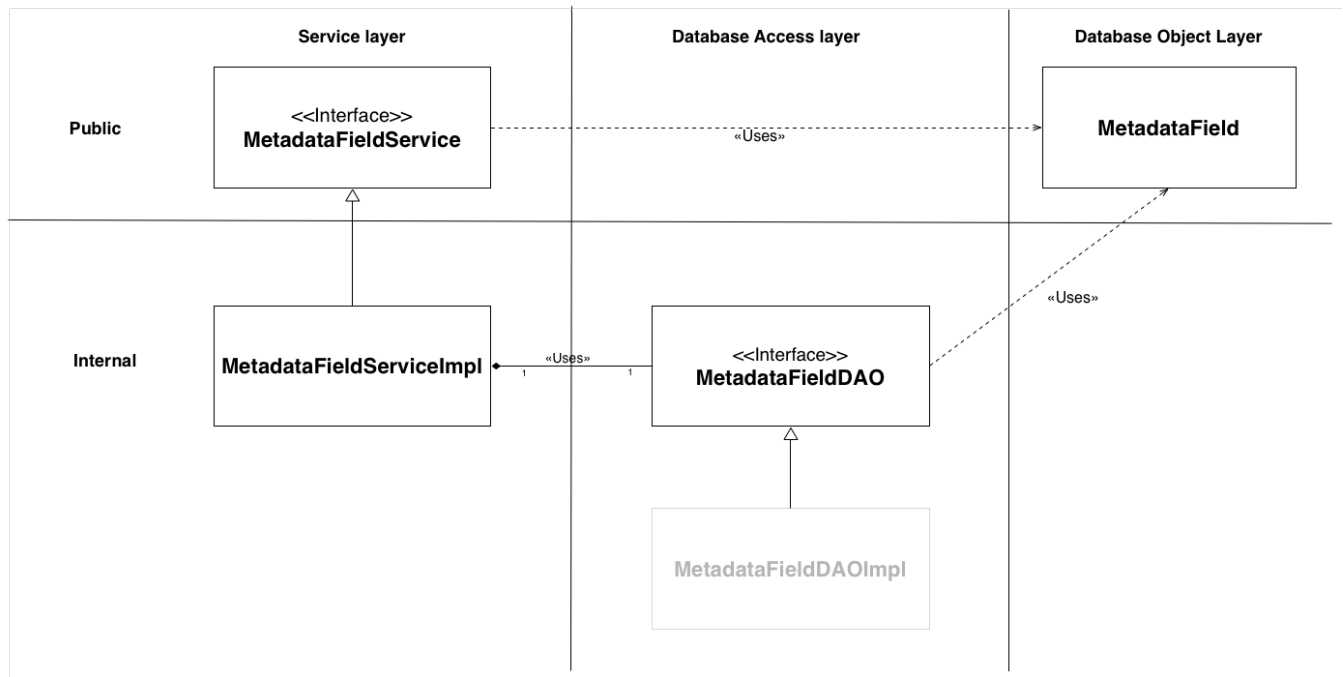 Service layer
Database Access layer
Database Object Layer
Public
<<Interface>>
MetadataFieldService
«Uses»
MetadataField
«Uses»
Internal
MetadataFieldServiceImpl
«Uses»
1
1
<<Interface>>
MetadataFieldDAO
MetadataFieldDAOImpl